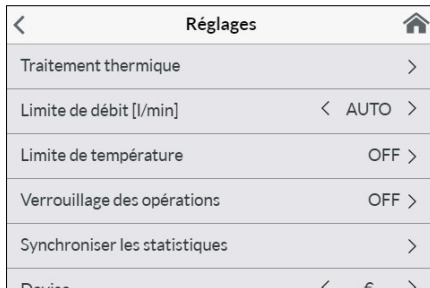 Réglages
Traitement thermique
Limite de débit [l/min] < AUTO >
Limite de température OFF >
Verrouillage des opérations OFF >
Synchroniser les statistiques
Devise < € >